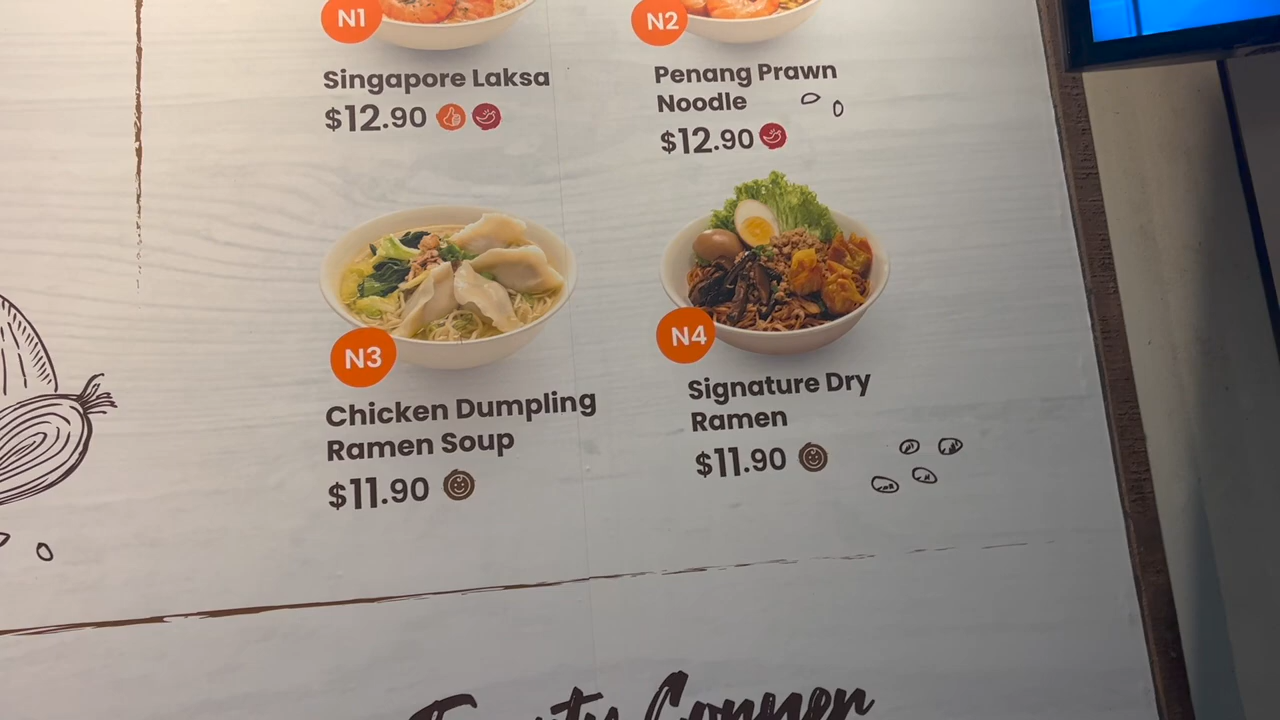 N1
Singapore Laksa
$12.90
N2
Penang Prawn
Noodle
$12.90
N3
Chicken Dumpling
Ramen Soup
$11.90
N4
Signature Dry
Ramen
$11.90
Corner